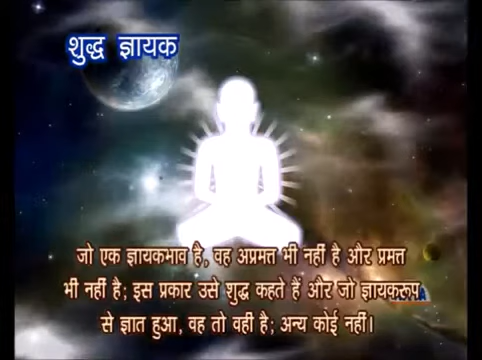 शुद्ध ज्ञायक
जो एक ज्ञायकभाव है, वह अप्रमत्त भी नहीं है और प्रमत्त
भी नहीं है; इस प्रकार उसे शुद्ध कहते हैं और जो ज्ञायकरूप
से ज्ञात हुआ, वह तो वही है; अन्य कोई नहीं।